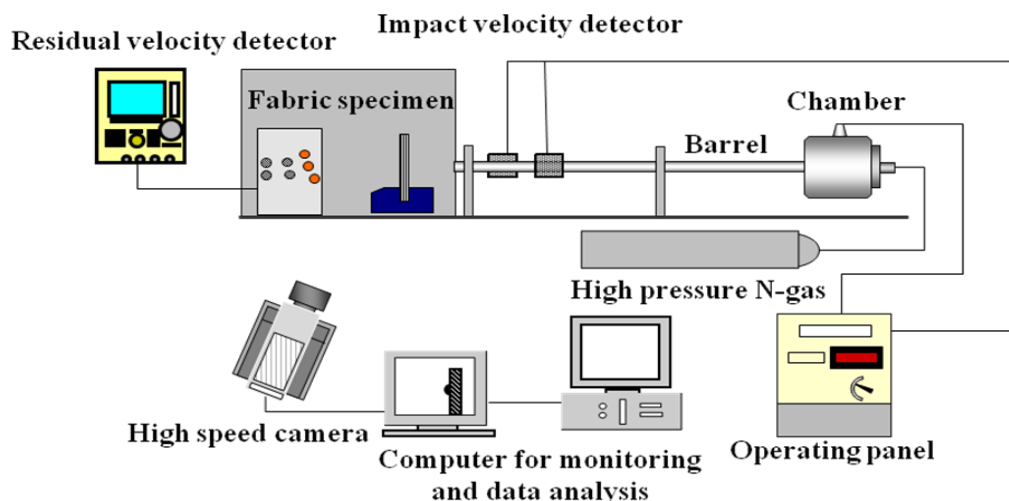 Impact velocity detector
Residual velocity detector
Fabric specimen
Chamber
Barrel
High pressure N-gas
High speed camera
Operating panel
Computer for monitoring
and data analysis